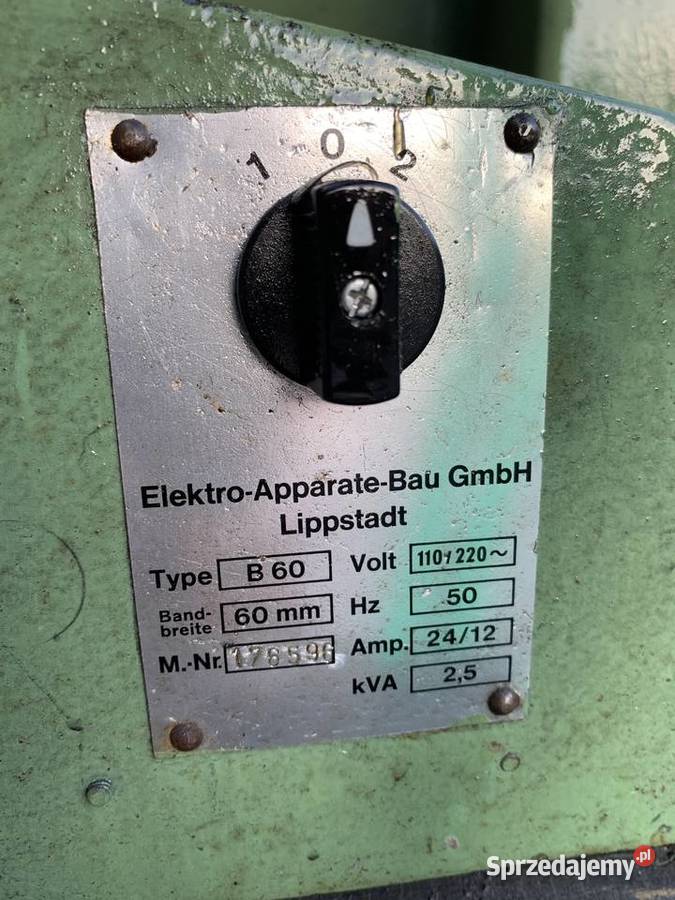 1 0 2
Elektro-Apparate-Bau GmbH
Lippstadt
Type B 60
Band-
breite 60 mm
M.-Nr. 178596
Volt 110/220~
Hz 50
Amp. 24/12
kVA 2,5
Sprzedajemy.pl